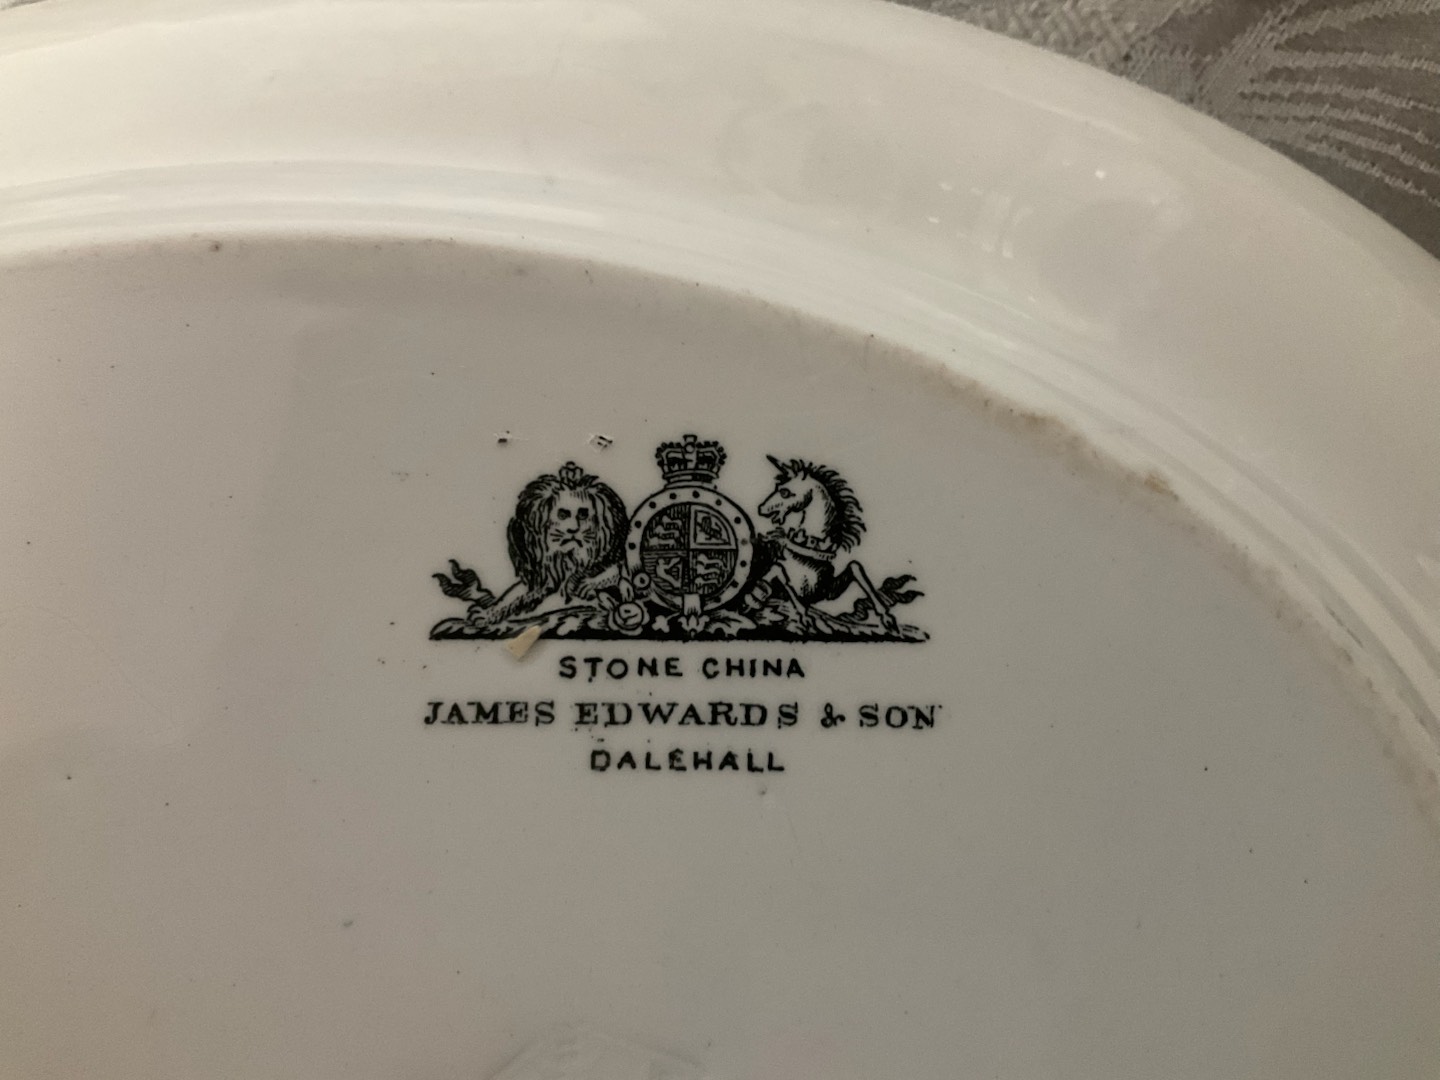 STONE CHINA
JAMES EDWARDS & SON
DALEHALL